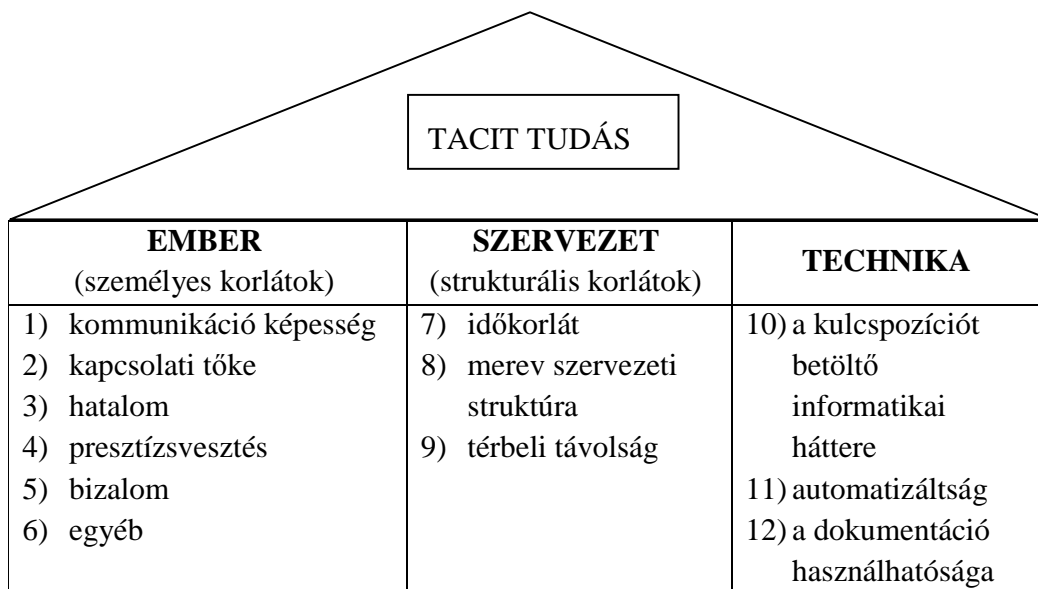 TACIT TUDÁS
EMBER
(személyes korlátok)
SZERVEZET
(strukturális korlátok)
TECHNIKA
1) kommunikáció képesség
2) kapcsolati tőke
3) hatalom
4) presztízsvesztés
5) bizalom
6) egyéb
7) időkorlát
8) merev szervezeti
struktúra
9) térbeli távolság
10) a kulcspozíciót
betöltő
informatikai
háttere
11) automatizáltság
12) a dokumentáció
használhatósága